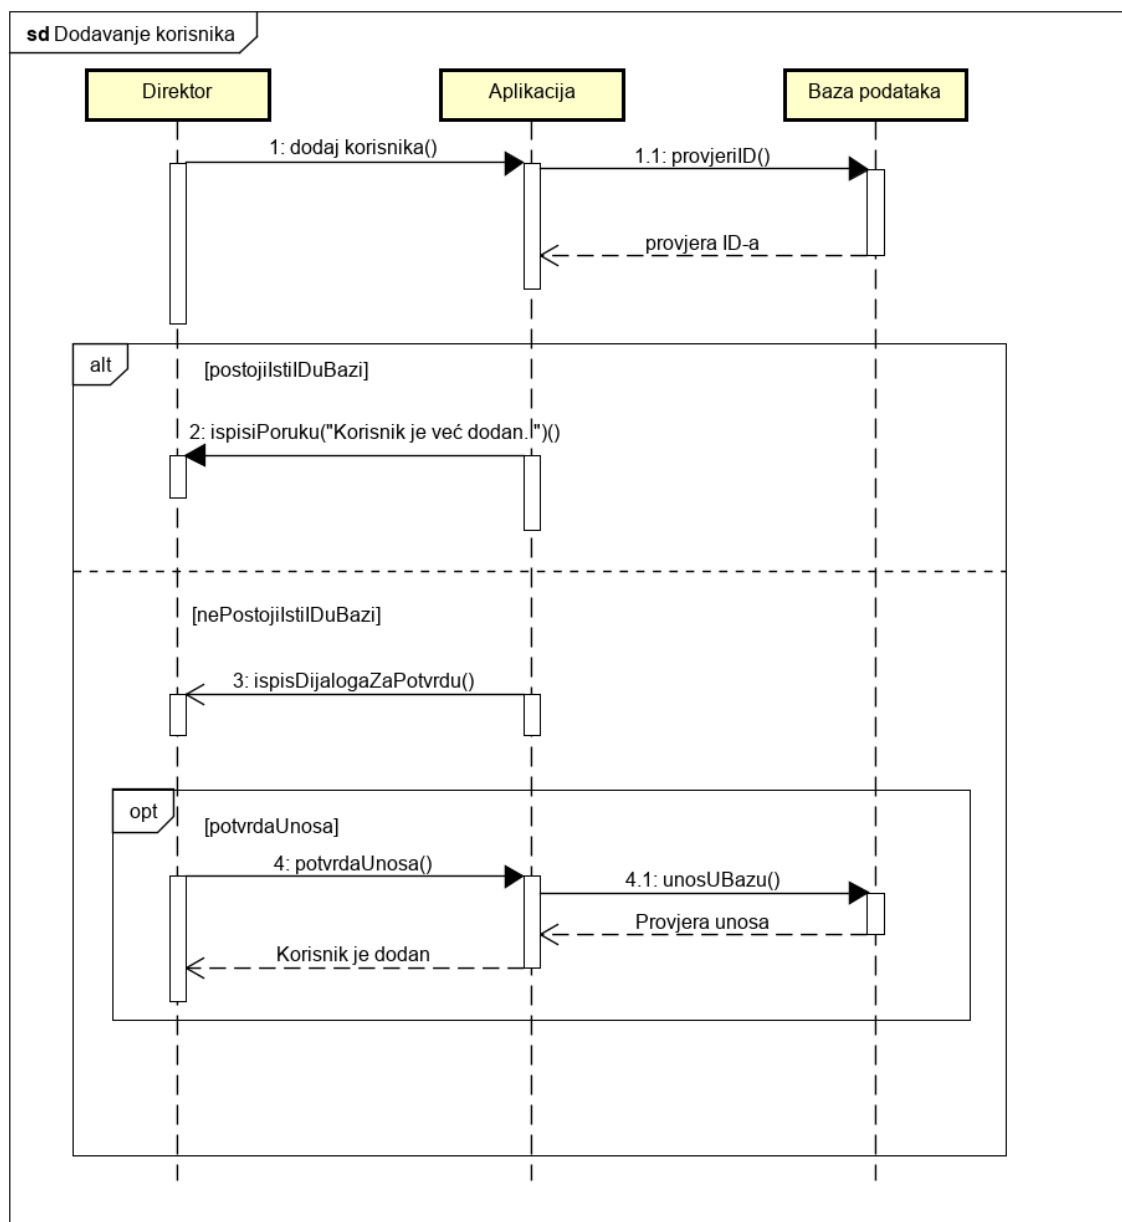 sd Dodavanje korisnika
Direktor
Aplikacija
Baza podataka
1: dodaj korisnika()
1.1: provjeriID()
provjera ID-a
alt
[postojiIstiIDuBazi]
2: ispisiPoruku("Korisnik je već dodan.")()
[nePostojiIstiIDuBazi]
3: ispisDijalogaZaPotvrdu()
opt
[potvrdaUnosa]
4: potvrdaUnosa()
4.1: unosUBazu()
Provjera unosa
Korisnik je dodan